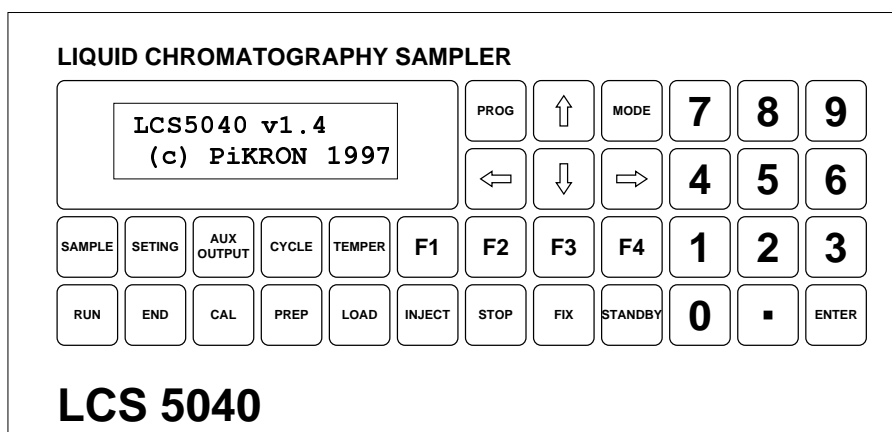 LIQUID CHROMATOGRAPHY SAMPLER
LCS5040 v1.4
(c) PiKRON 1997
PROG
MODE
7
8
9
4
5
6
SAMPLE
SETING
AUX
OUTPUT
CYCLE
TEMPER
F1
F2
F3
F4
1
2
3
RUN
END
CAL
PREP
LOAD
INJECT
STOP
FIX
STANDBY
0
.
ENTER
LCS 5040